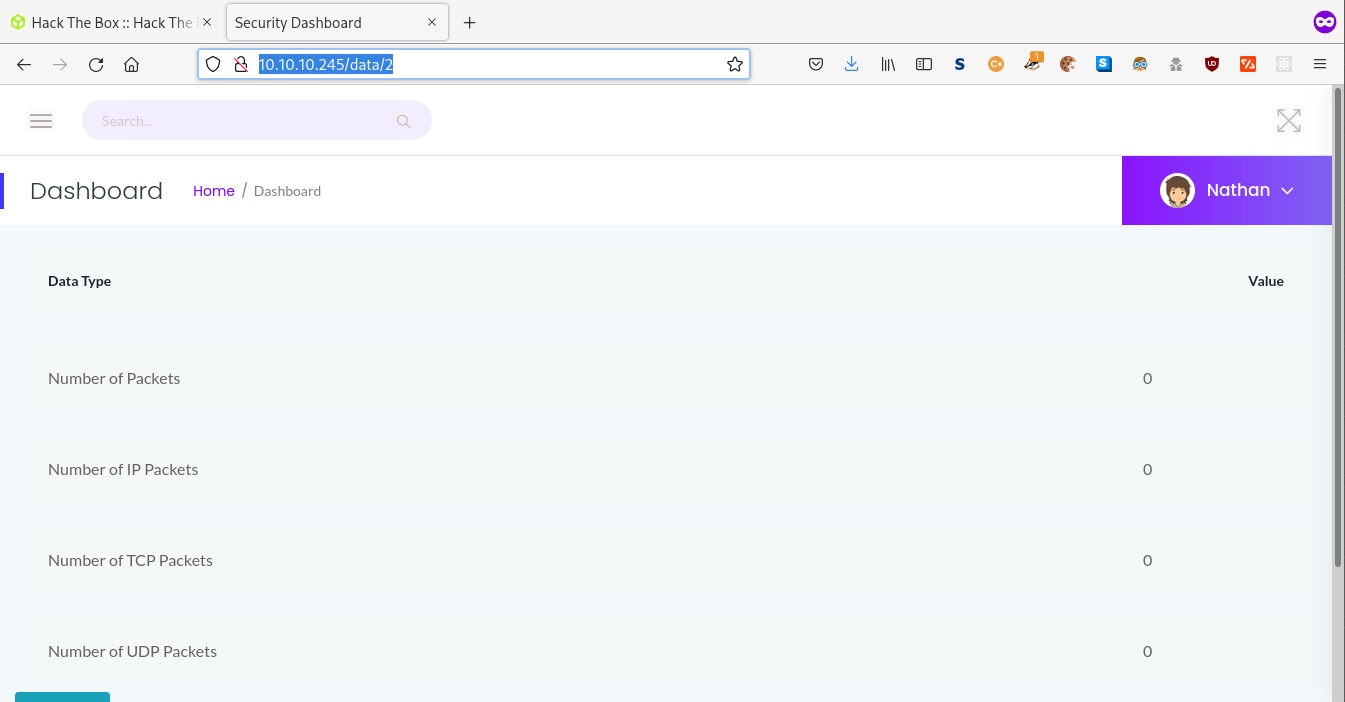 Hack The Box :: Hack The
Security Dashboard
10.10.10.245/data/2
Search...
Dashboard
Home / Dashboard
Nathan
Data Type Value
Number of Packets 0
Number of IP Packets 0
Number of TCP Packets 0
Number of UDP Packets 0